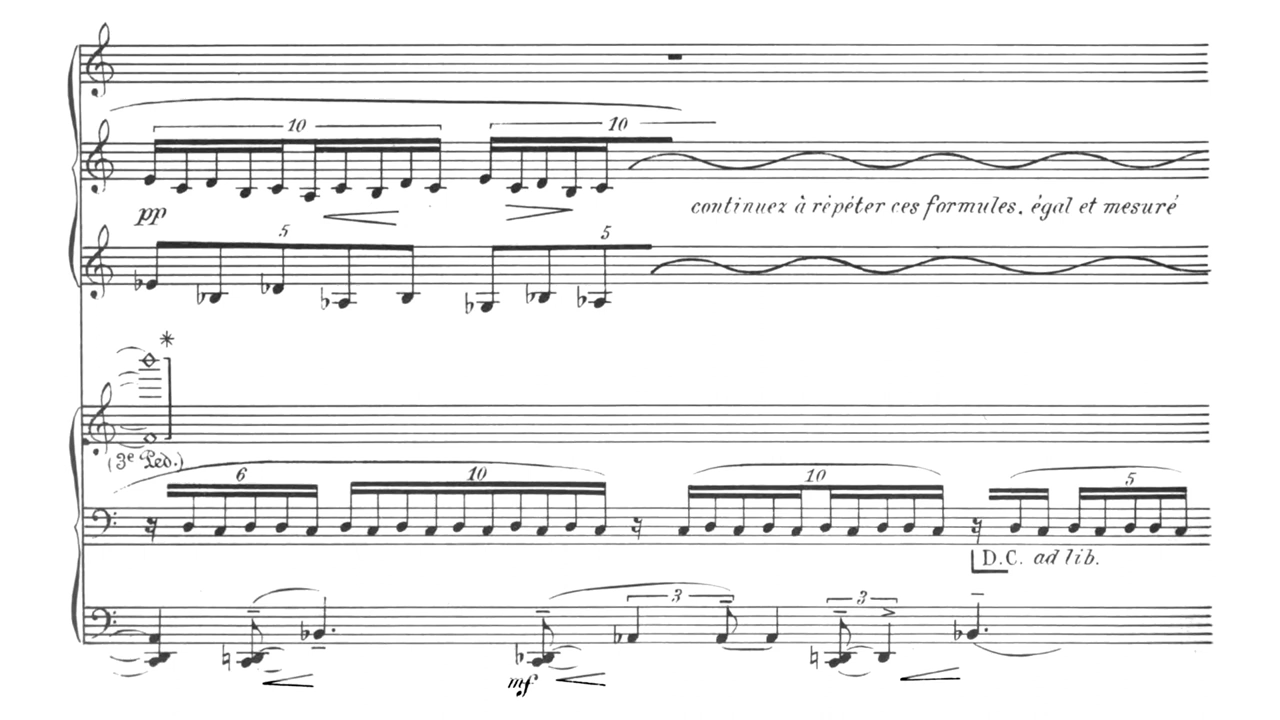 10 10
pp
continuez à répéter ces formules, égal et mesuré
5 5
*
(3e Ped.)
6 10 10 5
D.C. ad lib.
3 3
mf